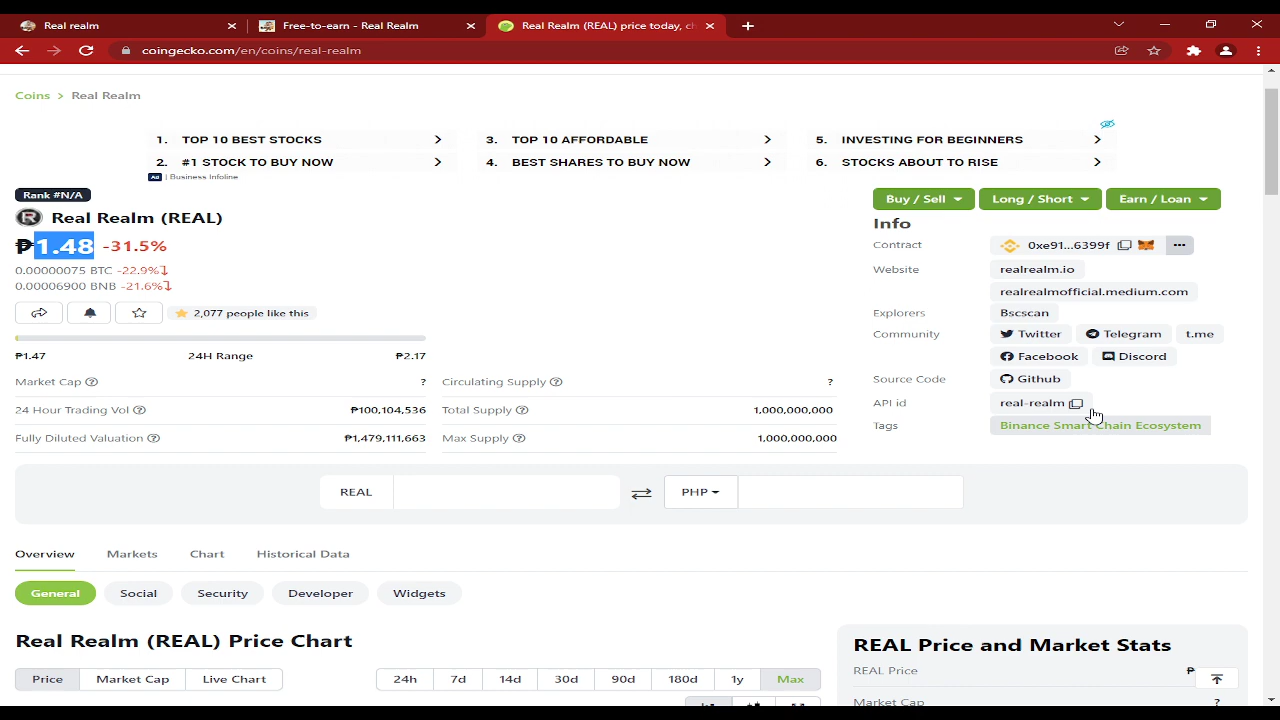 Real realm
Free-to-earn - Real Realm
Real Realm (REAL) price today, c
coingecko.com/en/coins/real-realm
Coins > Real Realm
1. TOP 10 BEST STOCKS
3. TOP 10 AFFORDABLE
5. INVESTING FOR BEGINNERS
2. #1 STOCK TO BUY NOW
4. BEST SHARES TO BUY NOW
6. STOCKS ABOUT TO RISE
Ad | Business Infoline
Rank #N/A
Buy / Sell
Long / Short
Earn / Loan
Real Realm (REAL)
Info
₱1.48 -31.5%
Contract 0xe91...6399f
0.00000075 BTC -22.9%
Website realrealm.io
0.00006900 BNB -21.6%
realrealmofficial.medium.com
2,077 people like this
Explorers Bscscan
Community Twitter Telegram t.me
₱1.47 24H Range ₱2.17
Facebook Discord
Market Cap ?
Circulating Supply ?
Source Code Github
24 Hour Trading Vol ₱100,104,536
Total Supply 1,000,000,000
API id real-realm
Tags Binance Smart Chain Ecosystem
Fully Diluted Valuation ₱1,479,111,663
Max Supply 1,000,000,000
REAL PHP
Overview Markets Chart Historical Data
General Social Security Developer Widgets
Real Realm (REAL) Price Chart
REAL Price and Market Stats
Price Market Cap Live Chart
24h 7d 14d 30d 90d 180d 1y Max
REAL Price ₱
Market Cap ?